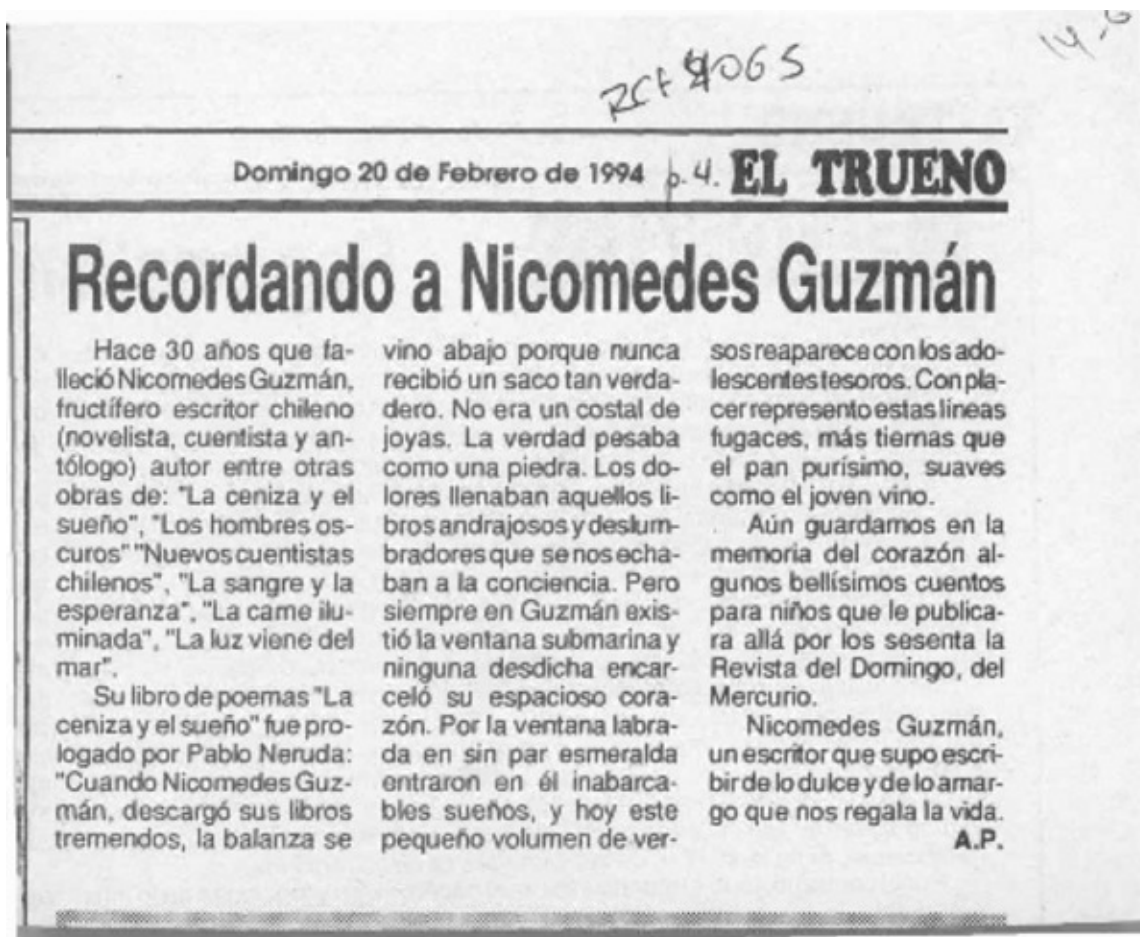 RCF 4065
14-G
Domingo 20 de Febrero de 1994 p.4. EL TRUENO
Recordando a Nicomedes Guzmán
Hace 30 años que fa-
lleció Nicomedes Guzmán,
fructífero escritor chileno
(novelista, cuentista y an-
tólogo) autor entre otras
obras de: "La ceniza y el
sueño", "Los hombres os-
curos" "Nuevos cuentistas
chilenos", "La sangre y la
esperanza", "La carne ilu-
minada", "La luz viene del
mar".
Su libro de poemas "La
ceniza y el sueño" fue pro-
logado por Pablo Neruda:
"Cuando Nicomedes Guz-
mán, descargó sus libros
tremendos, la balanza se
vino abajo porque nunca
recibió un saco tan verda-
dero. No era un costal de
joyas. La verdad pesaba
como una piedra. Los do-
lores llenaban aquellos li-
bros andrajosos y deslum-
bradores que se nos echa-
ban a la conciencia. Pero
siempre en Guzmán exis-
tió la ventana submarina y
ninguna desdicha encar-
celó su espacioso cora-
zón. Por la ventana labra-
da en sin par esmeralda
entraron en él inabarca-
bles sueños, y hoy este
pequeño volumen de ver-
sos reaparece con los ado-
lescentes tesoros. Con pla-
cer represento estas líneas
fugaces, más tiernas que
el pan purísimo, suaves
como el joven vino.
Aún guardamos en la
memoria del corazón al-
gunos bellísimos cuentos
para niños que le publica-
ra allá por los sesenta la
Revista del Domingo, del
Mercurio.
Nicomedes Guzmán,
un escritor que supo escri-
bir de lo dulce y de lo amar-
go que nos regala la vida.
A.P.